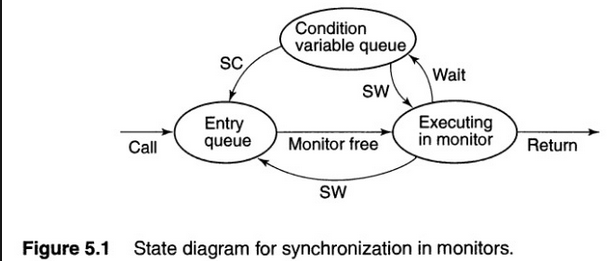 Condition
variable queue
SC
SW
Wait
Entry
queue
Executing
in monitor
Call
Monitor free
Return
SW
Figure 5.1 State diagram for synchronization in monitors.